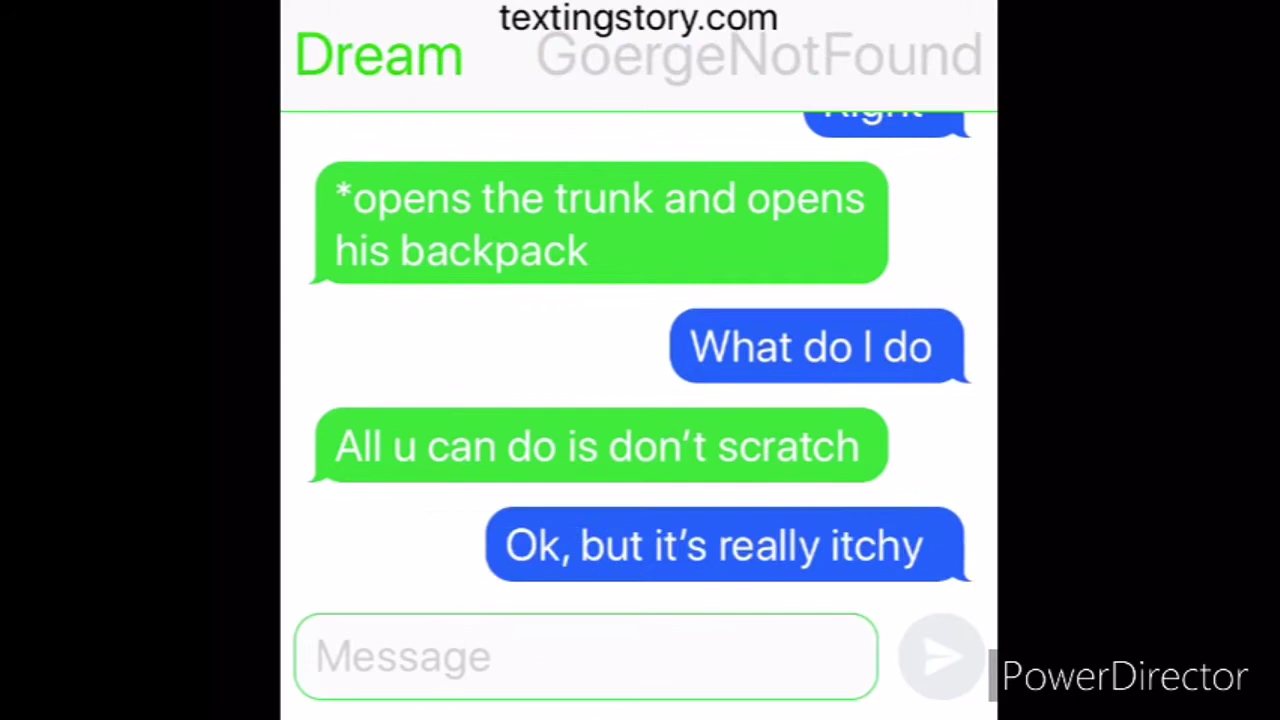 textingstory.com
Dream GoergeNotFound
Right
*opens the trunk and opens
his backpack
What do I do
All u can do is don't scratch
Ok, but it's really itchy
Message
PowerDirector